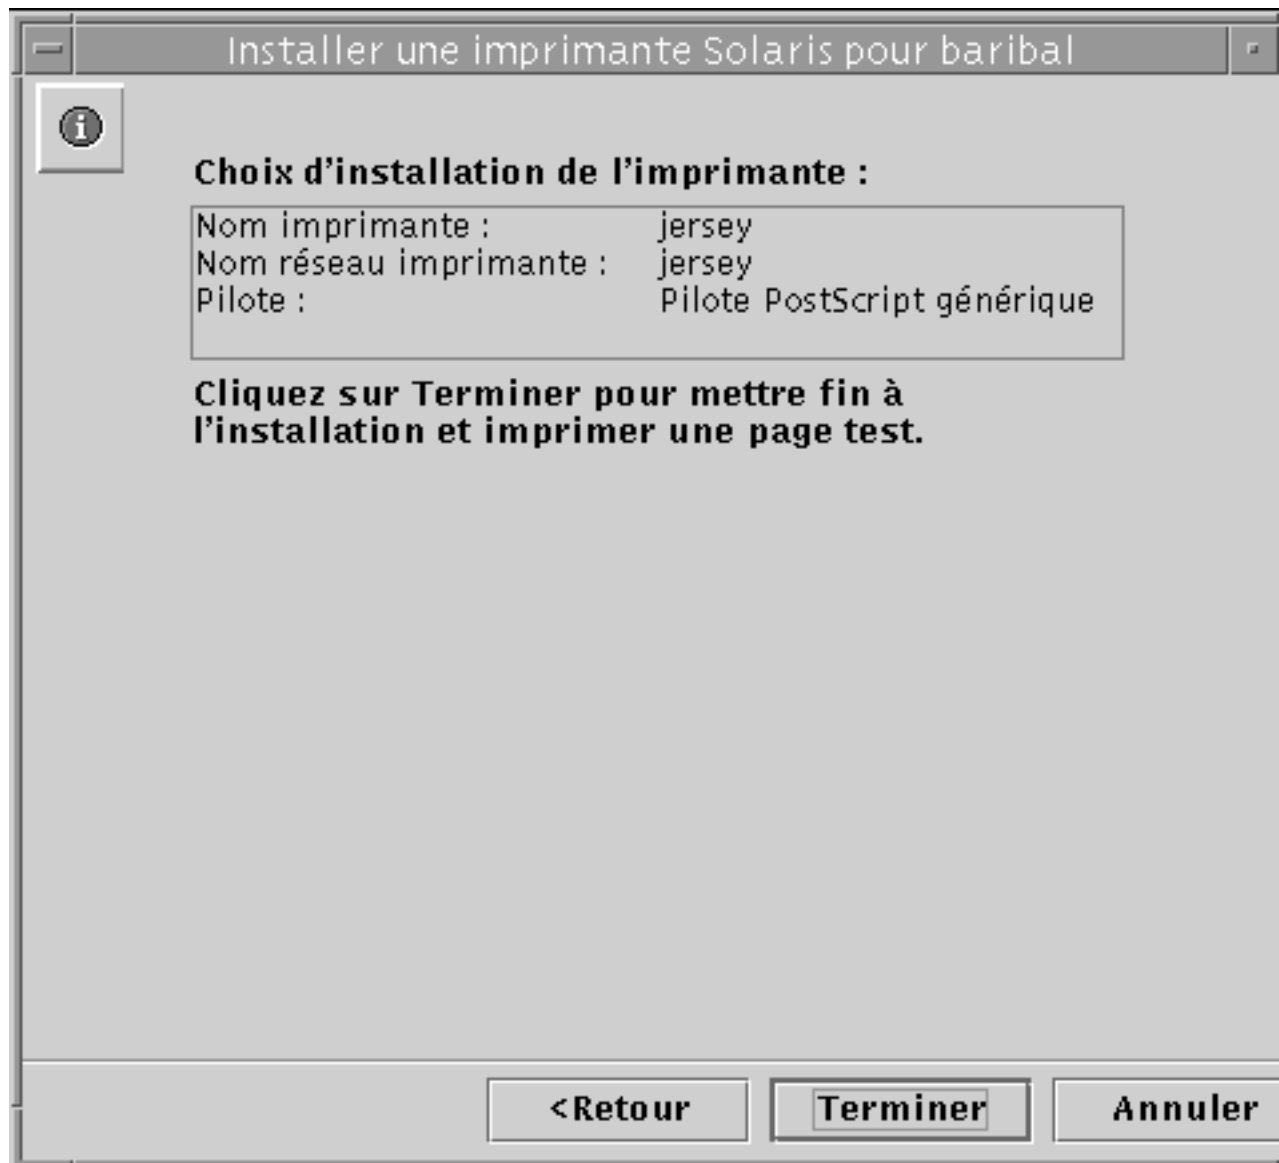 Installer une imprimante Solaris pour baribal
Choix d'installation de l'imprimante :
Nom imprimante : jersey
Nom réseau imprimante : jersey
Pilote : Pilote PostScript générique
Cliquez sur Terminer pour mettre fin à
l'installation et imprimer une page test.
<Retour Terminer Annuler